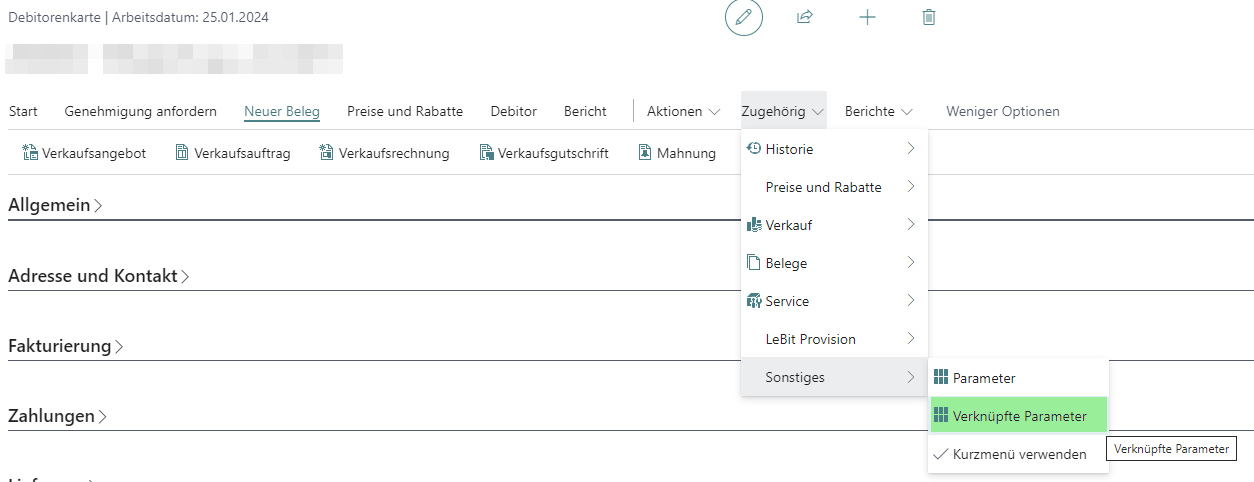 Debitorenkarte | Arbeitsdatum: 25.01.2024
Start Genehmigung anfordern Neuer Beleg Preise und Rabatte Debitor Bericht Aktionen Zugehörig Berichte Weniger Optionen
Verkaufsangebot Verkaufsauftrag Verkaufsrechnung Verkaufsgutschrift Mahnung
Historie
Preise und Rabatte
Verkauf
Belege
Service
LeBit Provision
Sonstiges
Parameter
Verknüpfte Parameter
Kurzmenü verwenden
Verknüpfte Parameter
Allgemein
Adresse und Kontakt
Fakturierung
Zahlungen